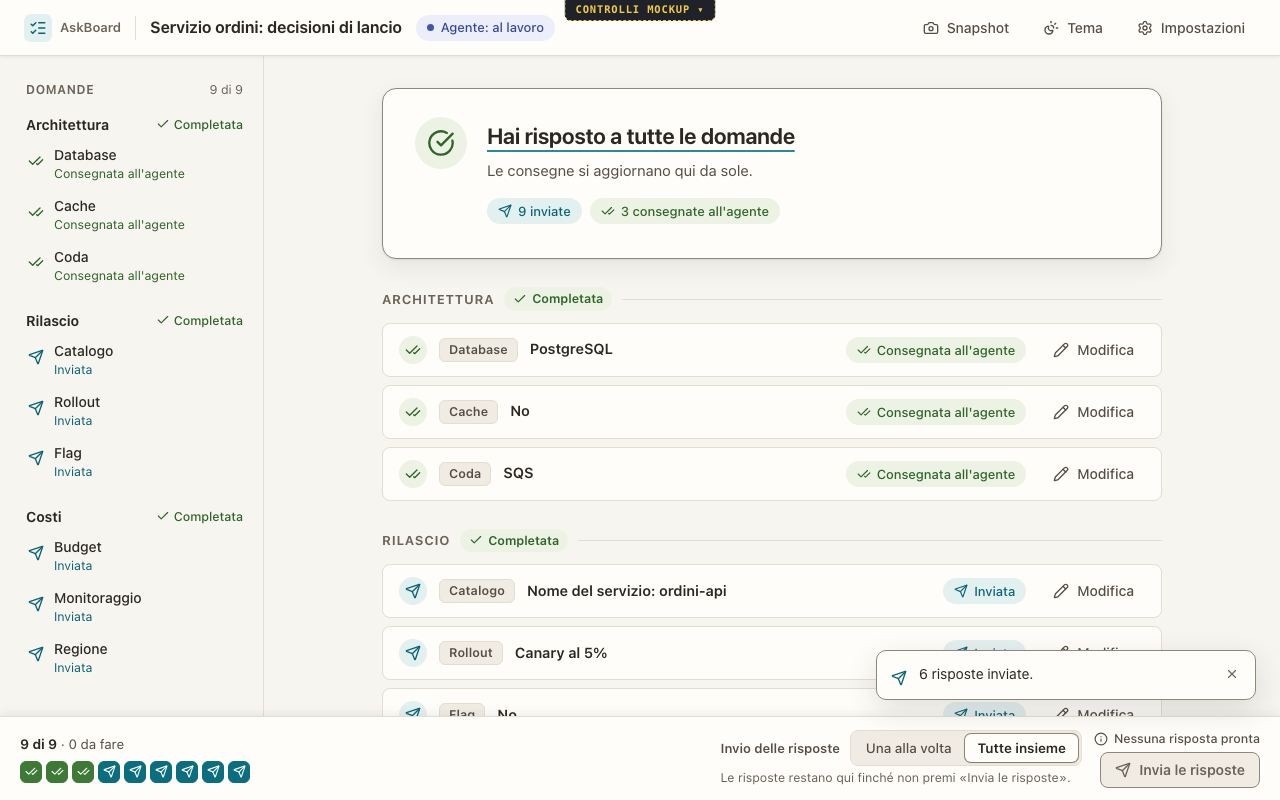 CONTROLLI MOCKUP ▾
AskBoard
Servizio ordini: decisioni di lancio
Agente: al lavoro
Snapshot
Tema
Impostazioni
DOMANDE
9 di 9
Architettura
Completata
Database
Consegnata all'agente
Cache
Consegnata all'agente
Coda
Consegnata all'agente
Rilascio
Completata
Catalogo
Inviata
Rollout
Inviata
Flag
Inviata
Costi
Completata
Budget
Inviata
Monitoraggio
Inviata
Regione
Inviata
Hai risposto a tutte le domande
Le consegne si aggiornano qui da sole.
9 inviate
3 consegnate all'agente
ARCHITETTURA
Completata
Database
PostgreSQL
Consegnata all'agente
Modifica
Cache
No
Consegnata all'agente
Modifica
Coda
SQS
Consegnata all'agente
Modifica
RILASCIO
Completata
Catalogo
Nome del servizio: ordini-api
Inviata
Modifica
Rollout
Canary al 5%
Flag
No
Inviata
Modifica
6 risposte inviate.
9 di 9 · 0 da fare
Invio delle risposte
Una alla volta
Tutte insieme
Le risposte restano qui finché non premi «Invia le risposte».
Nessuna risposta pronta
Invia le risposte